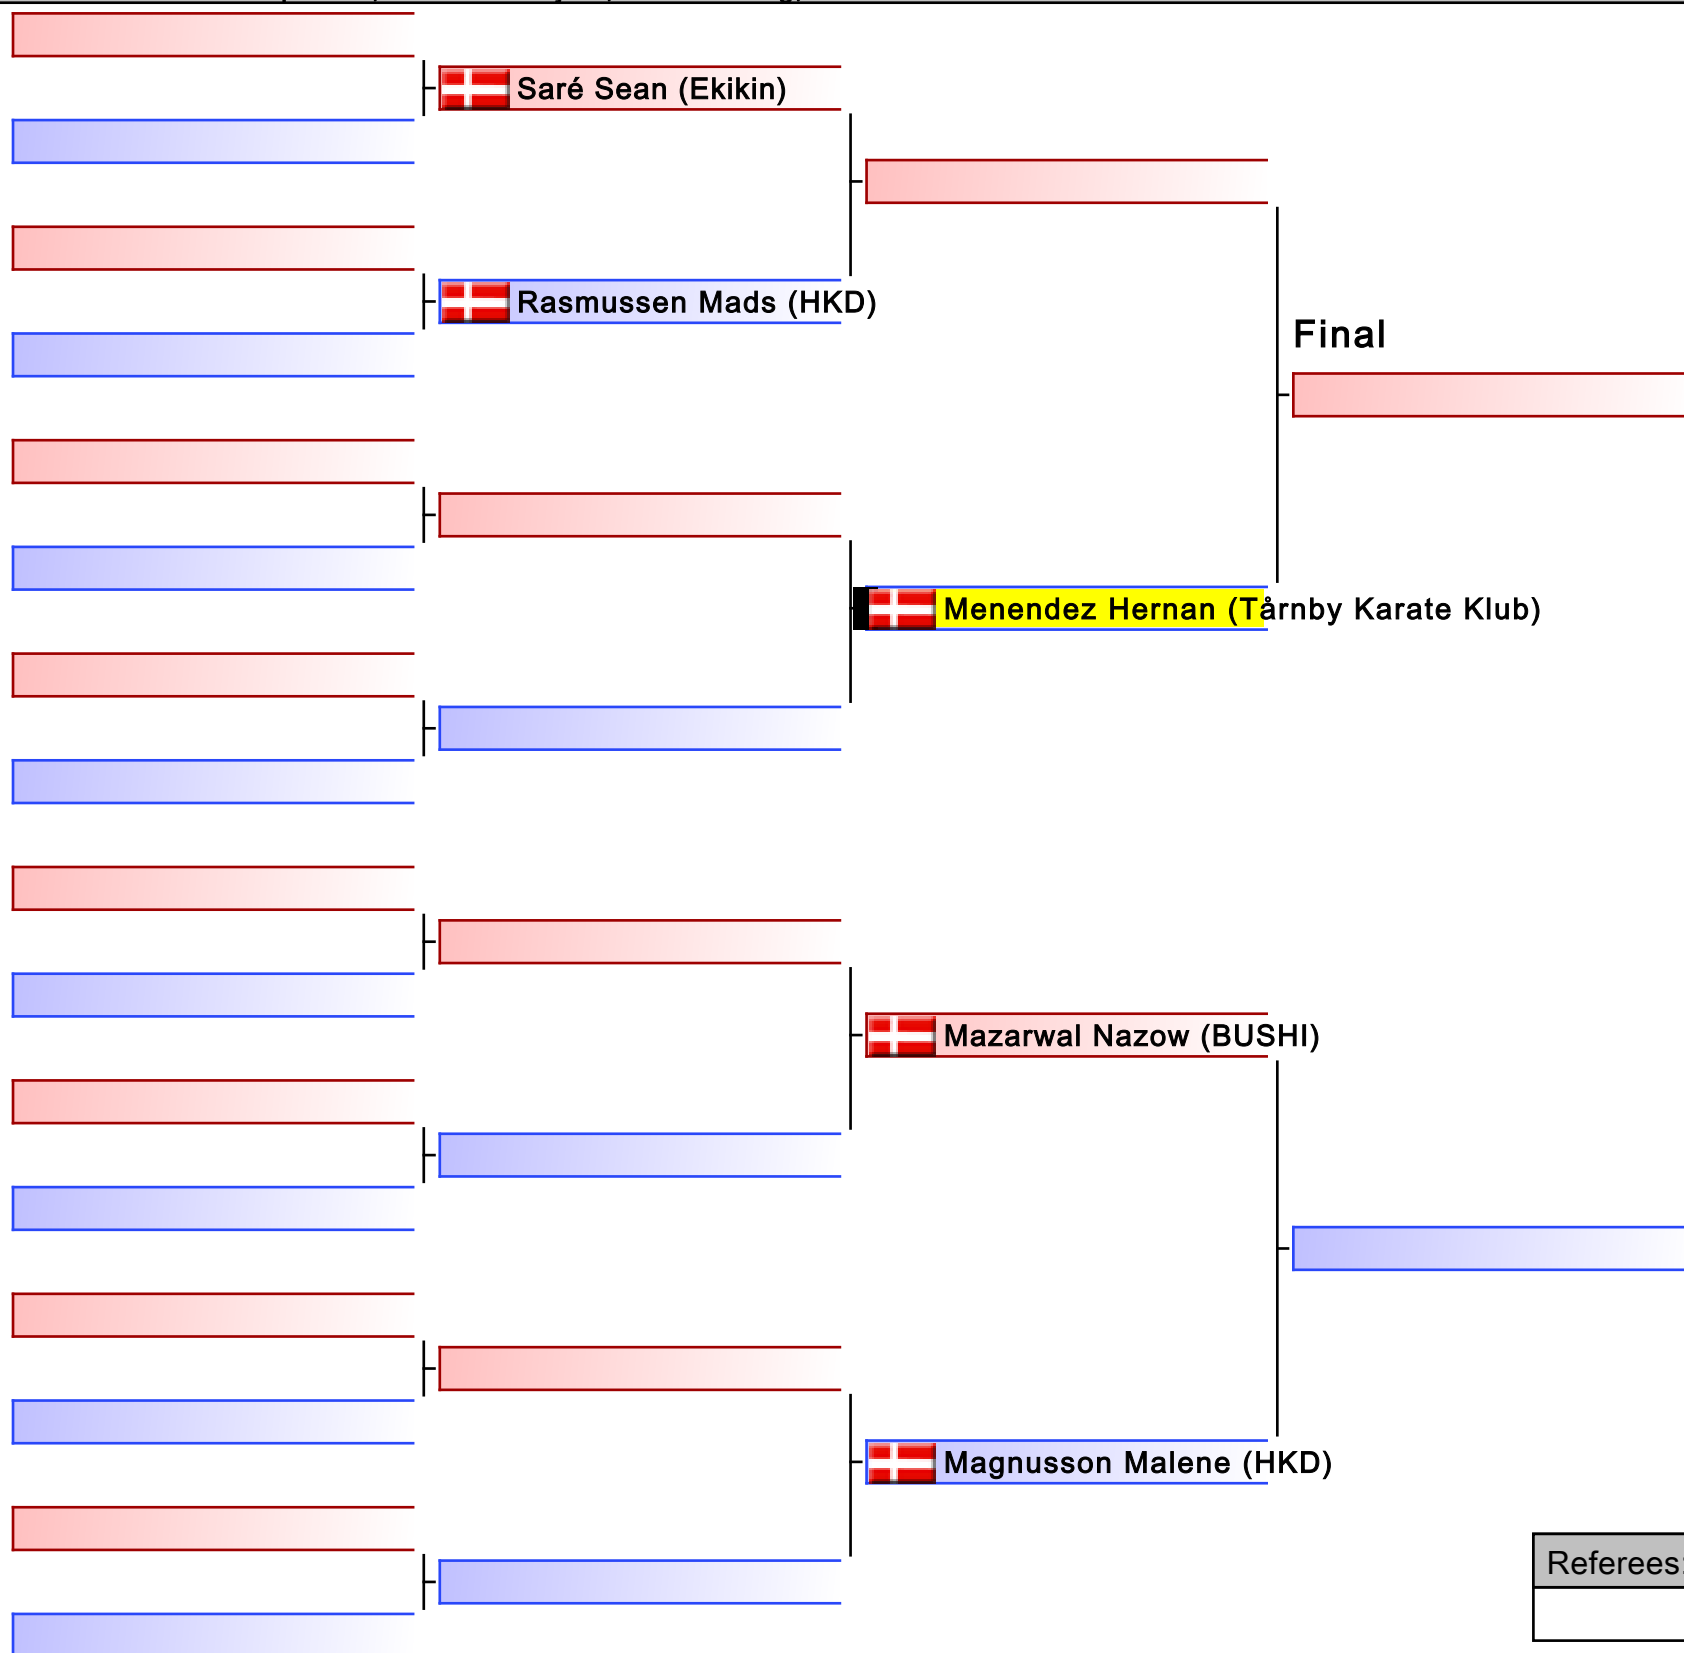 Saré Sean (Ekikin)
Rasmussen Mads (HKD)
Final
Menendez Hernan (Tårnby Karate Klub)
Mazarwal Nazow (BUSHI)
Magnusson Malene (HKD)
Referees: